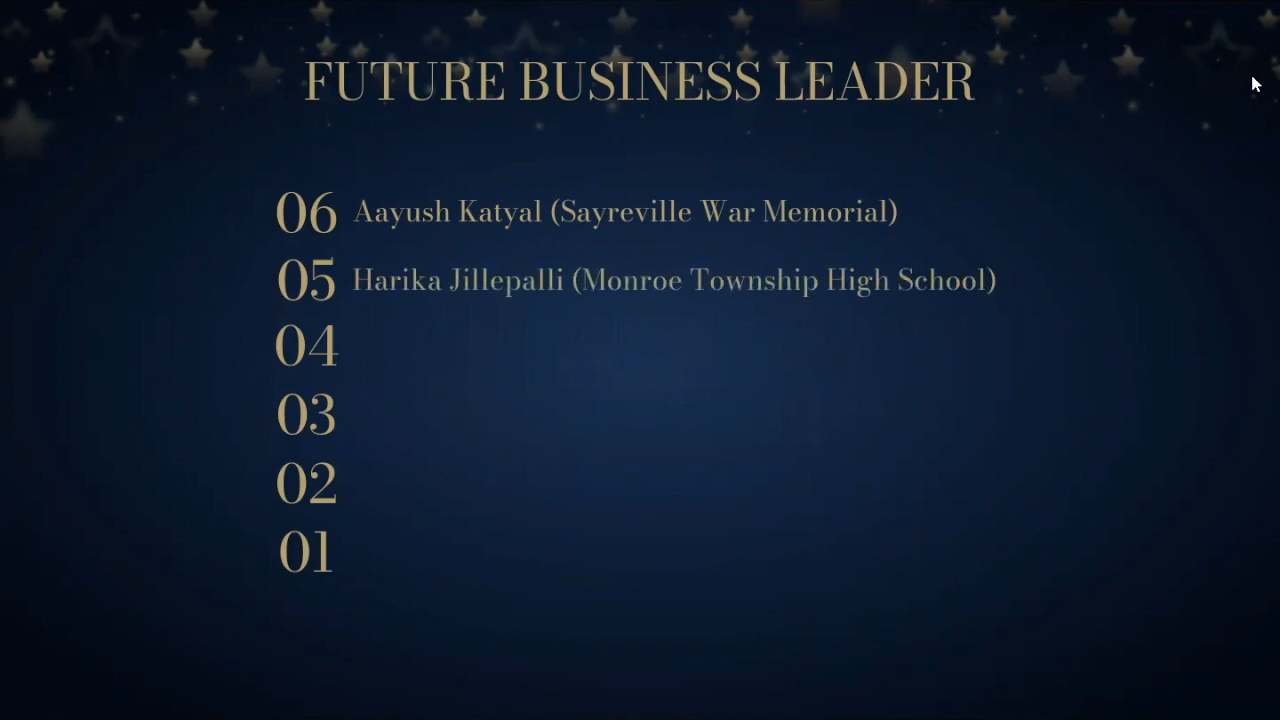 FUTURE BUSINESS LEADER
06 Aayush Katyal (Sayreville War Memorial)
05 Harika Jillepalli (Monroe Township High School)
04
03
02
01